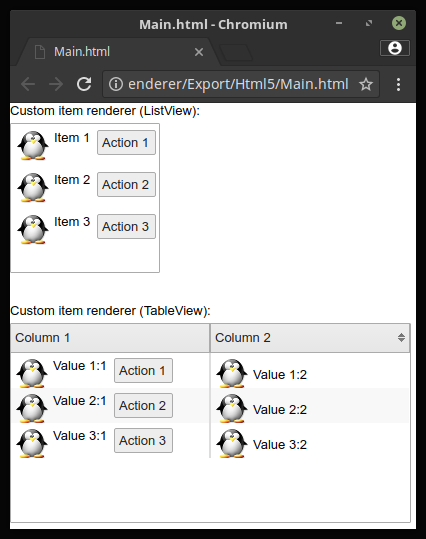 Main.html - Chromium
Main.html
enderer/Export/Html5/Main.html
Custom item renderer (ListView):
Item 1 Action 1
Item 2 Action 2
Item 3 Action 3
Custom item renderer (TableView):
Column 1 Column 2
Value 1:1 Action 1 Value 1:2
Value 2:1 Action 2 Value 2:2
Value 3:1 Action 3 Value 3:2